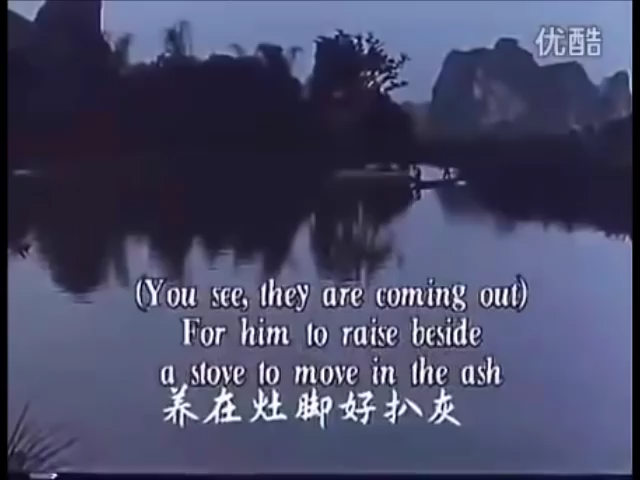 优酷
(You see, they are coming out)
For him to raise beside
a stove to move in the ash
养在灶脚好扒灰